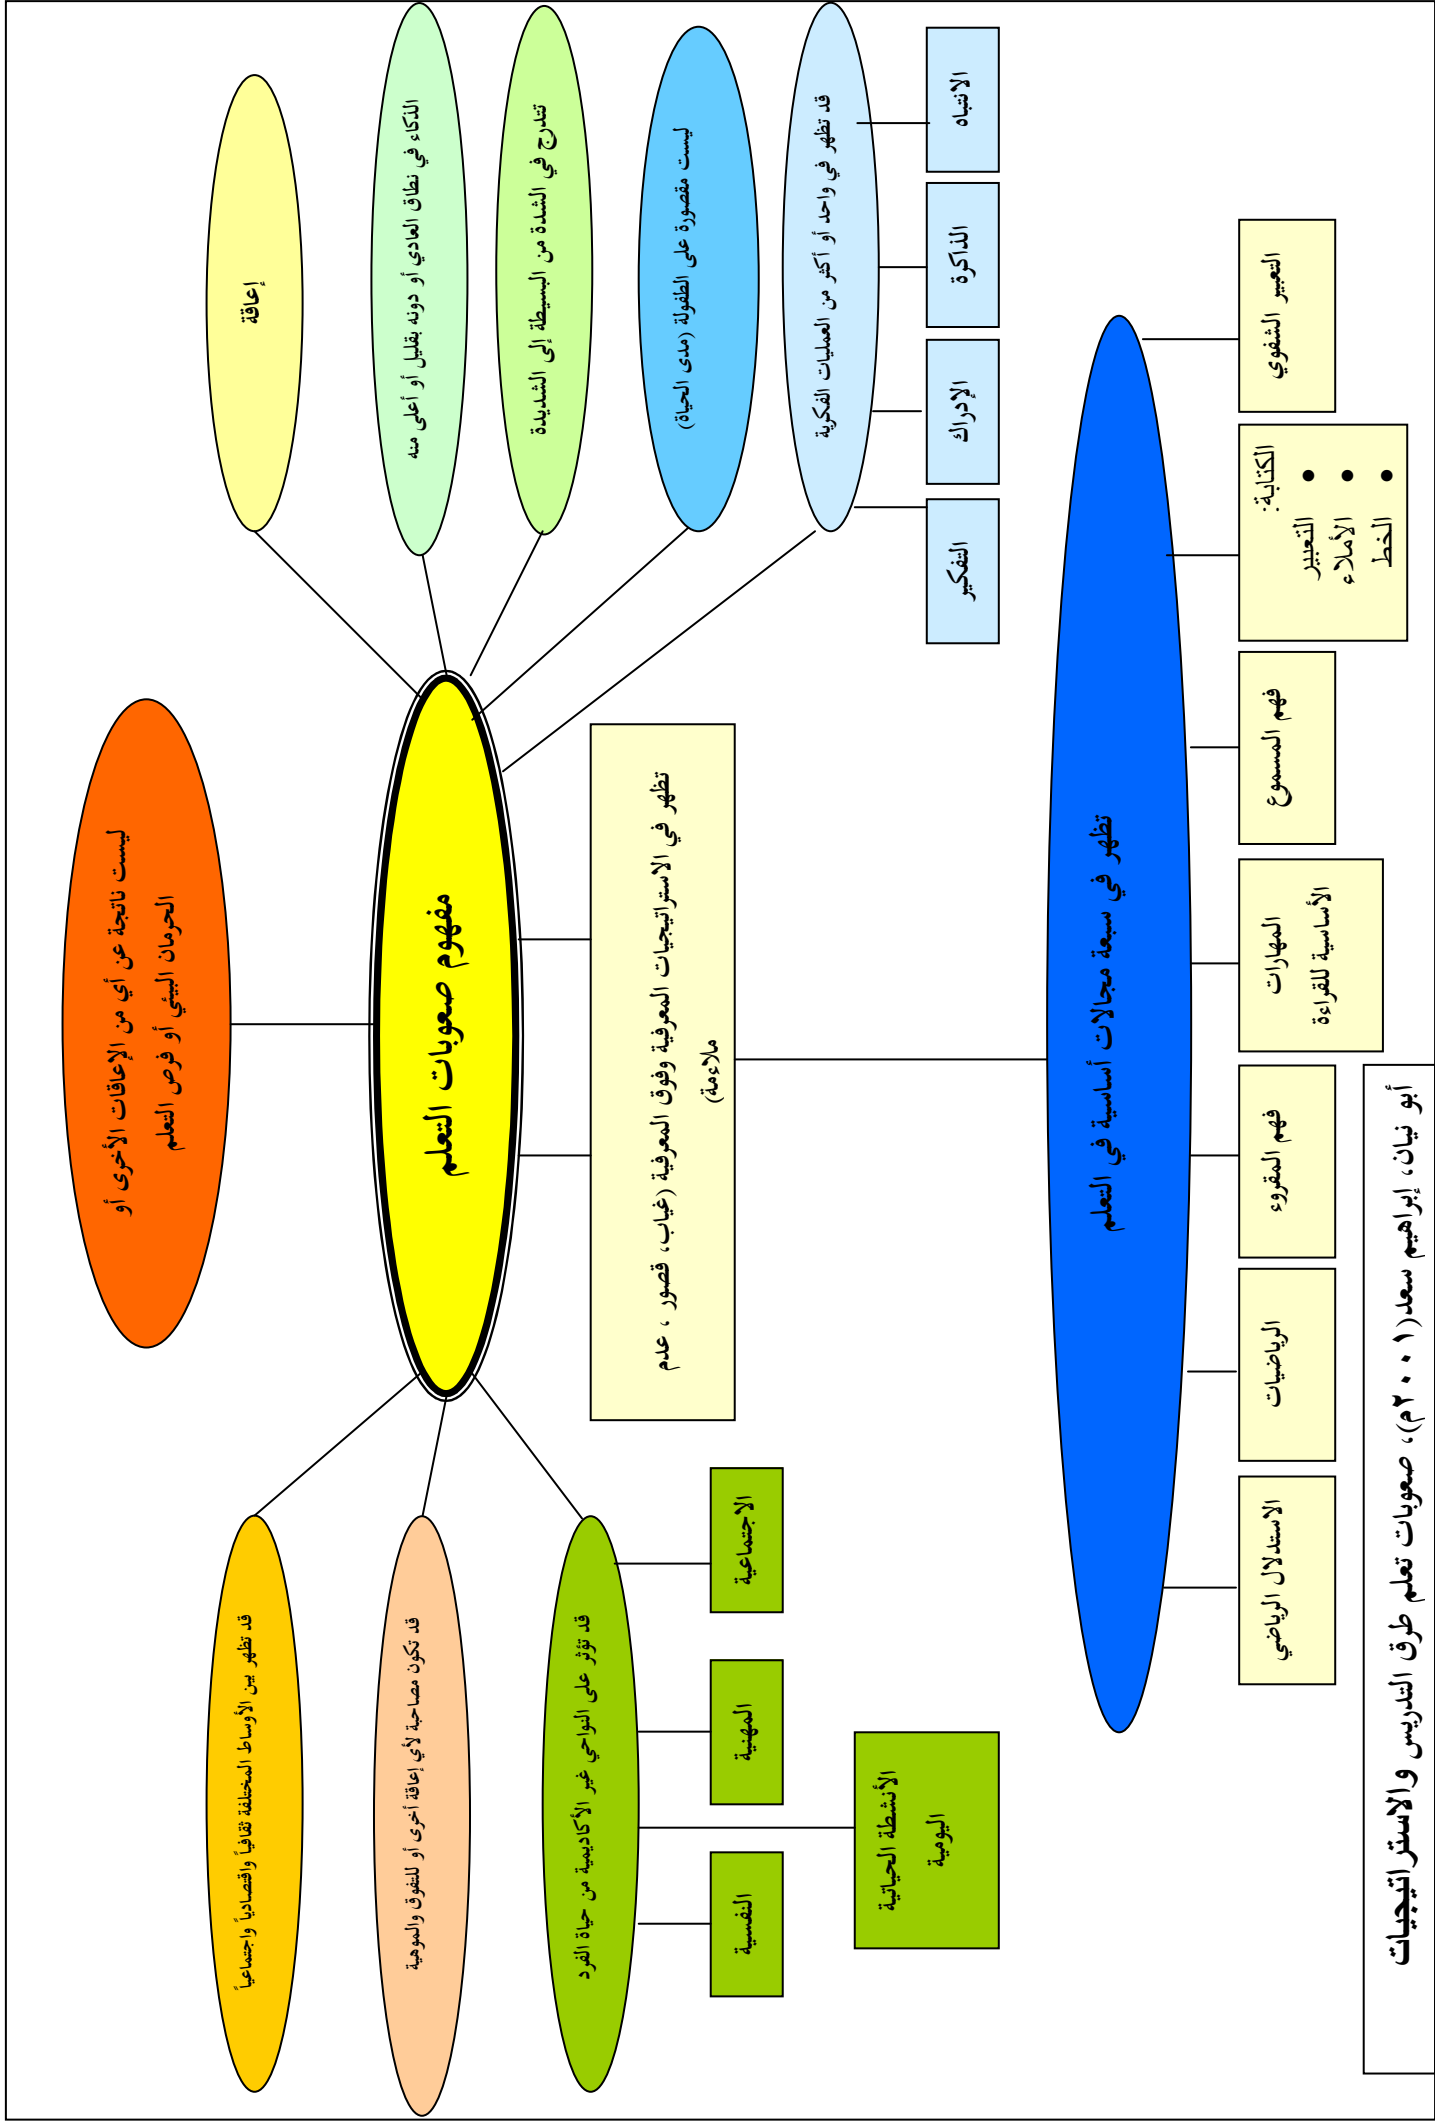 ليست ناتجة عن أي من الإعاقات الأخرى أو
الحرمان البيئي أو فرص التعلم
إعاقة
قد تظهر بين الأوساط المختلفة ثقافياً واقتصادياً واجتماعياً
الذكاء في نطاق العادي أو دونه بقليل أو أعلى منه
مفهوم صعوبات التعلم
قد تكون مصاحبة لأي إعاقة أخرى أو للتفوق والموهبة
تتدرج في الشدة من البسيطة إلى الشديدة
قد تؤثر على النواحي غير الأكاديمية من حياة الفرد
ليست مقصورة على الطفولة (مدى الحياة)
تظهر في الاستراتيجيات المعرفية وفوق المعرفية (غياب، قصور ، عدم
ملاءمة)
الاجتماعية
المهنية
النفسية
الأنشطة الحياتية
اليومية
قد تظهر في واحد أو أكثر من العمليات الفكرية
الانتباه
الذاكرة
الإدراك
التفكير
تظهر في سبعة مجالات أساسية في التعلم
التعبير الشفوي
الكتابة:
• التعبير
• الأملاء
• الخط
فهم المسموع
المهارات
الأساسية للقراءة
فهم المقروء
الرياضيات
الاستدلال الرياضي
أبو نيان، إبراهيم سعد(٢٠٠١م)، صعوبات تعلم طرق التدريس والاستراتيجيات